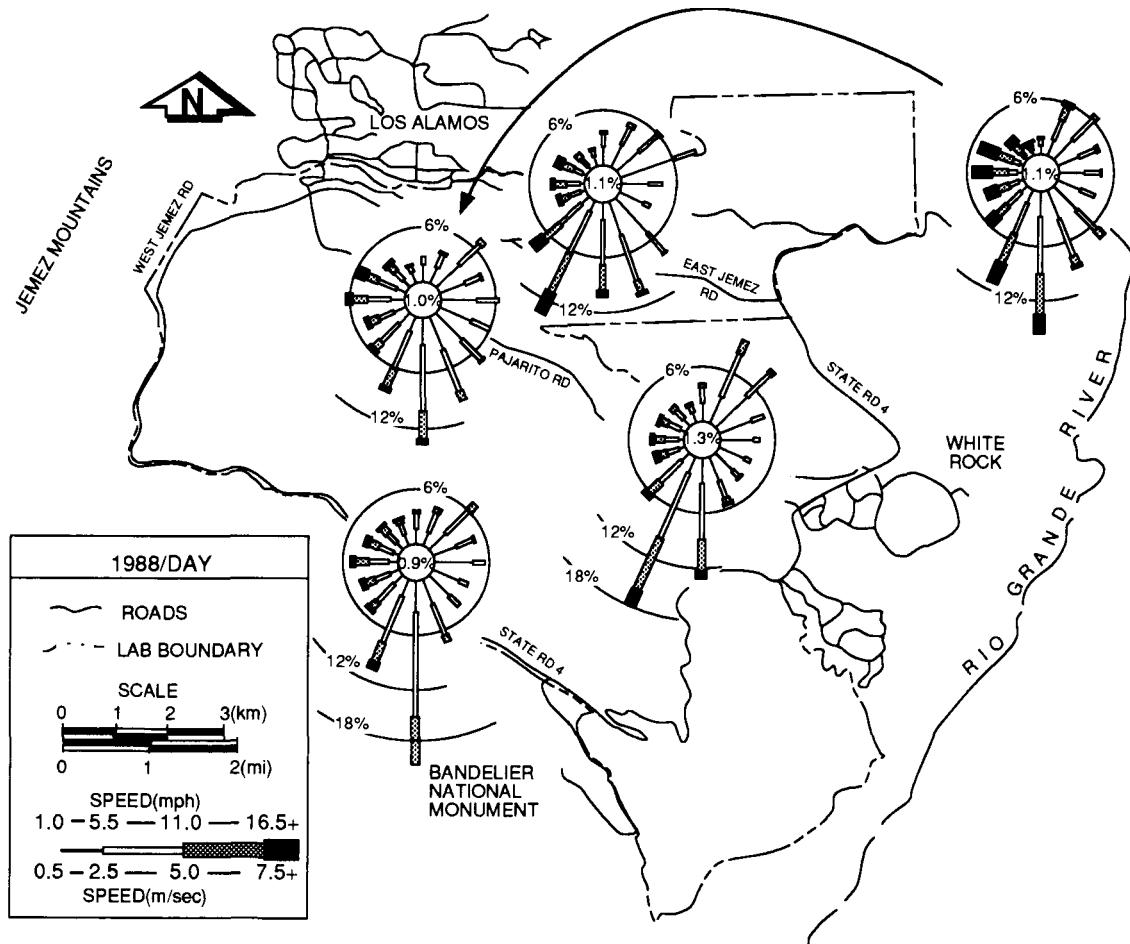 N
LOS ALAMOS
JEMEZ MOUNTAINS
WEST JEMEZ RD
6%
1.1%
12%
6%
1.1%
12%
EAST JEMEZ
RD
6%
1.0%
12%
PAJARITO RD
6%
1.3%
12%
18%
STATE RD 4
WHITE
ROCK
RIO GRANDE RIVER
6%
0.9%
12%
18%
STATE RD 4
BANDELIER
NATIONAL
MONUMENT
1988/DAY
ROADS
LAB BOUNDARY
SCALE
0 1 2 3(km)
0 1 2(mi)
SPEED(mph)
1.0 – 5.5 — 11.0 — 16.5+
0.5 – 2.5 — 5.0 — 7.5+
SPEED(m/sec)